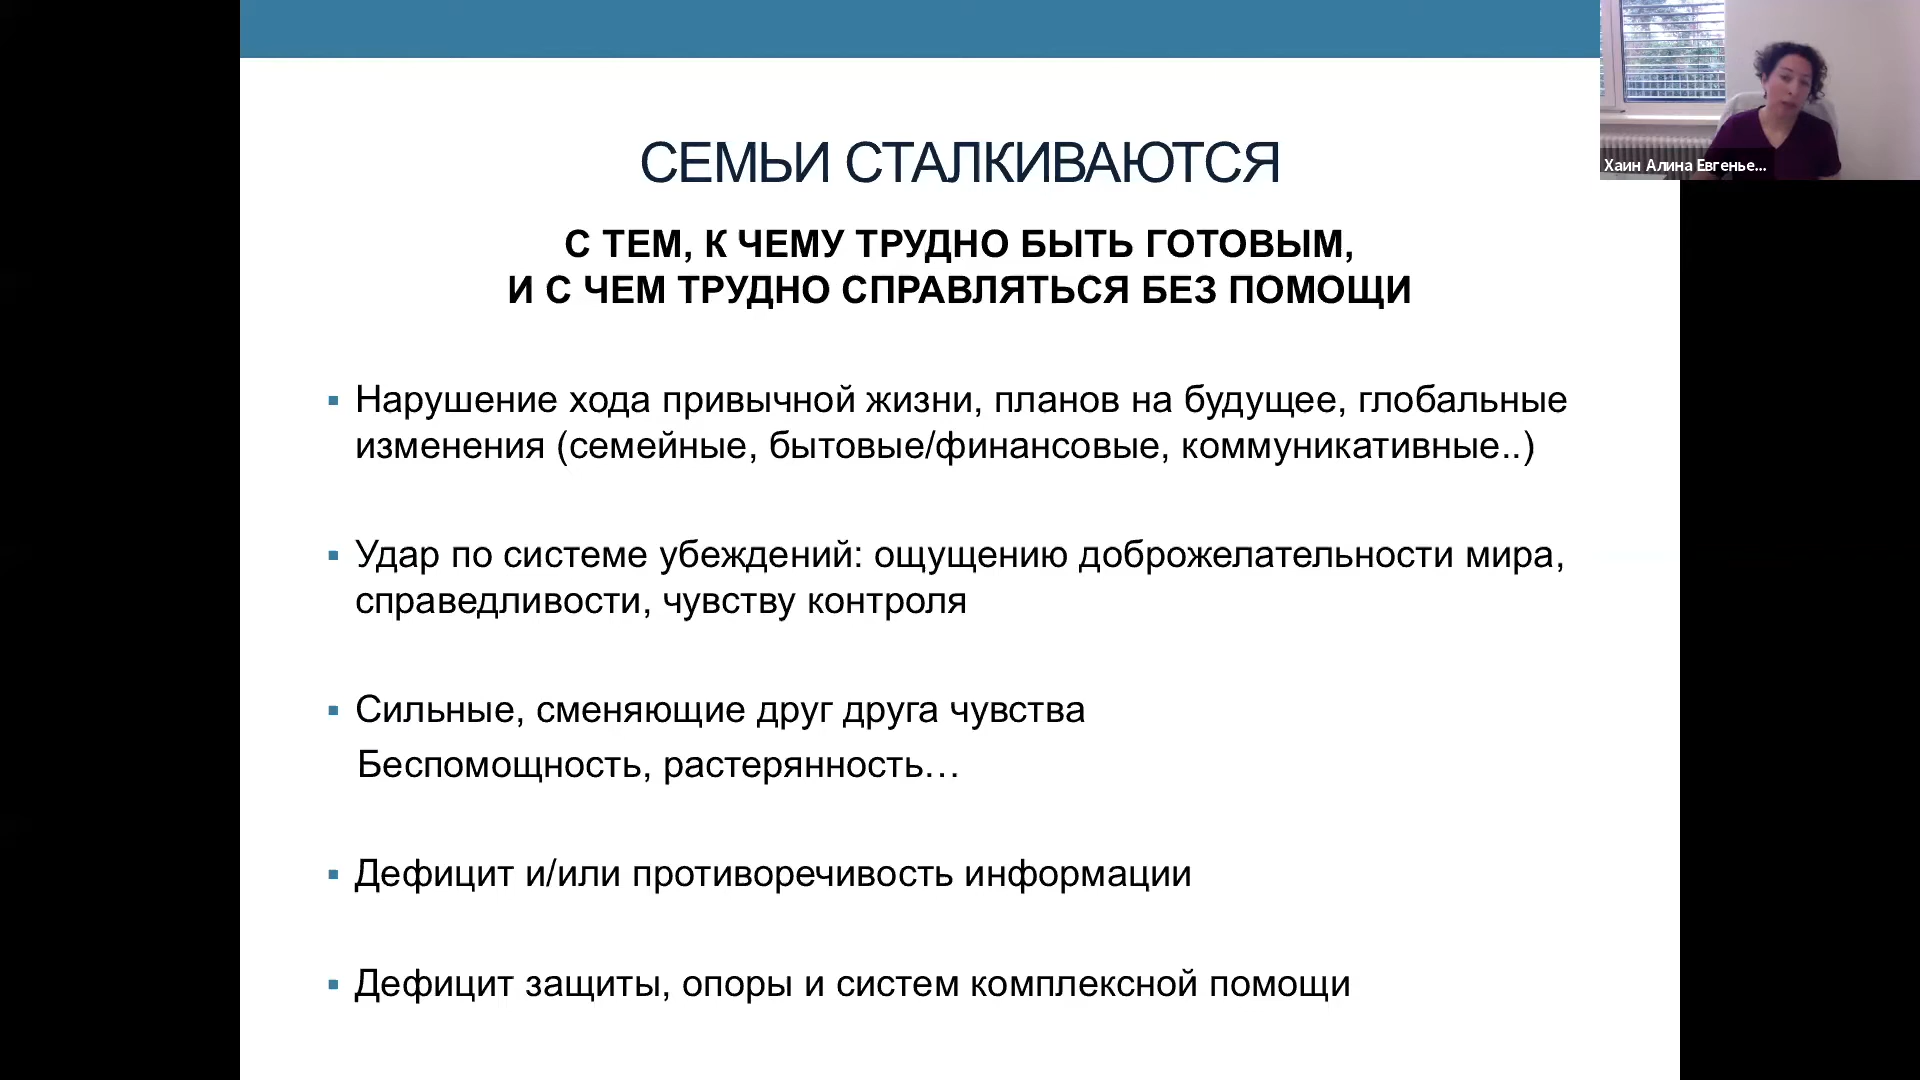 СЕМЬИ СТАЛКИВАЮТСЯ
С ТЕМ, К ЧЕМУ ТРУДНО БЫТЬ ГОТОВЫМ,
И С ЧЕМ ТРУДНО СПРАВЛЯТЬСЯ БЕЗ ПОМОЩИ
▪ Нарушение хода привычной жизни, планов на будущее, глобальные
изменения (семейные, бытовые/финансовые, коммуникативные..)
▪ Удар по системе убеждений: ощущению доброжелательности мира,
справедливости, чувству контроля
▪ Сильные, сменяющие друг друга чувства
Беспомощность, растерянность…
▪ Дефицит и/или противоречивость информации
▪ Дефицит защиты, опоры и систем комплексной помощи
Хаин Алина Евгенье...